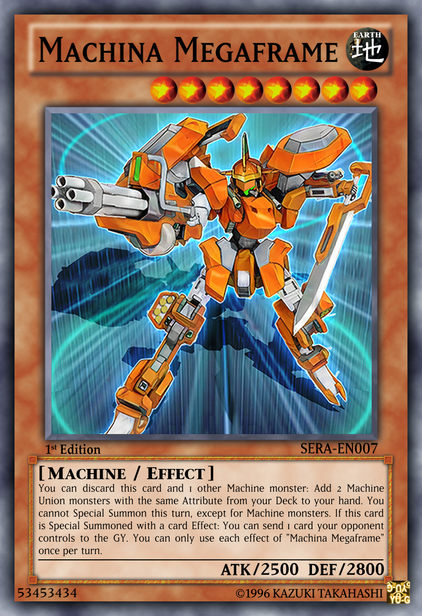 MACHINA MEGAFRAME
EARTH
地
1st Edition
SERA-EN007
[MACHINE / EFFECT]
You can discard this card and 1 other Machine monster: Add 2 Machine
Union monsters with the same Attribute from your Deck to your hand. You
cannot Special Summon this turn, except for Machine monsters. If this card
is Special Summoned with a card Effect: You can send 1 card your opponent
controls to the GY. You can only use each effect of "Machina Megaframe"
once per turn.
ATK/2500 DEF/2800
53453434
©1996 KAZUKI TAKAHASHI